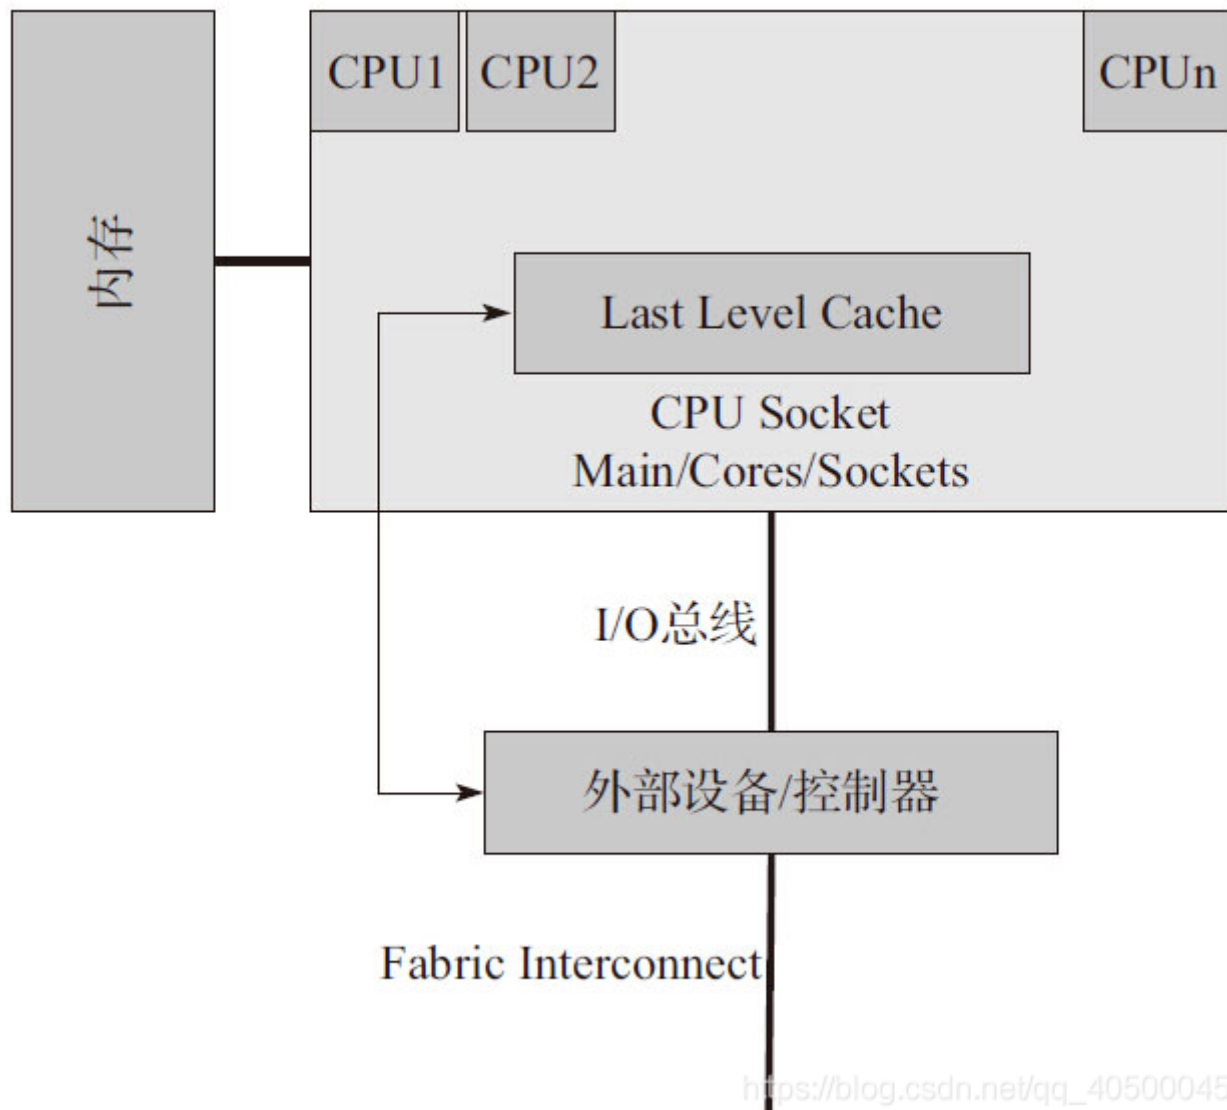 CPU1 CPU2 CPUn
内存
Last Level Cache
CPU Socket
Main/Cores/Sockets
I/O总线
外部设备/控制器
Fabric Interconnect
https://blog.csdn.net/qq_40500045